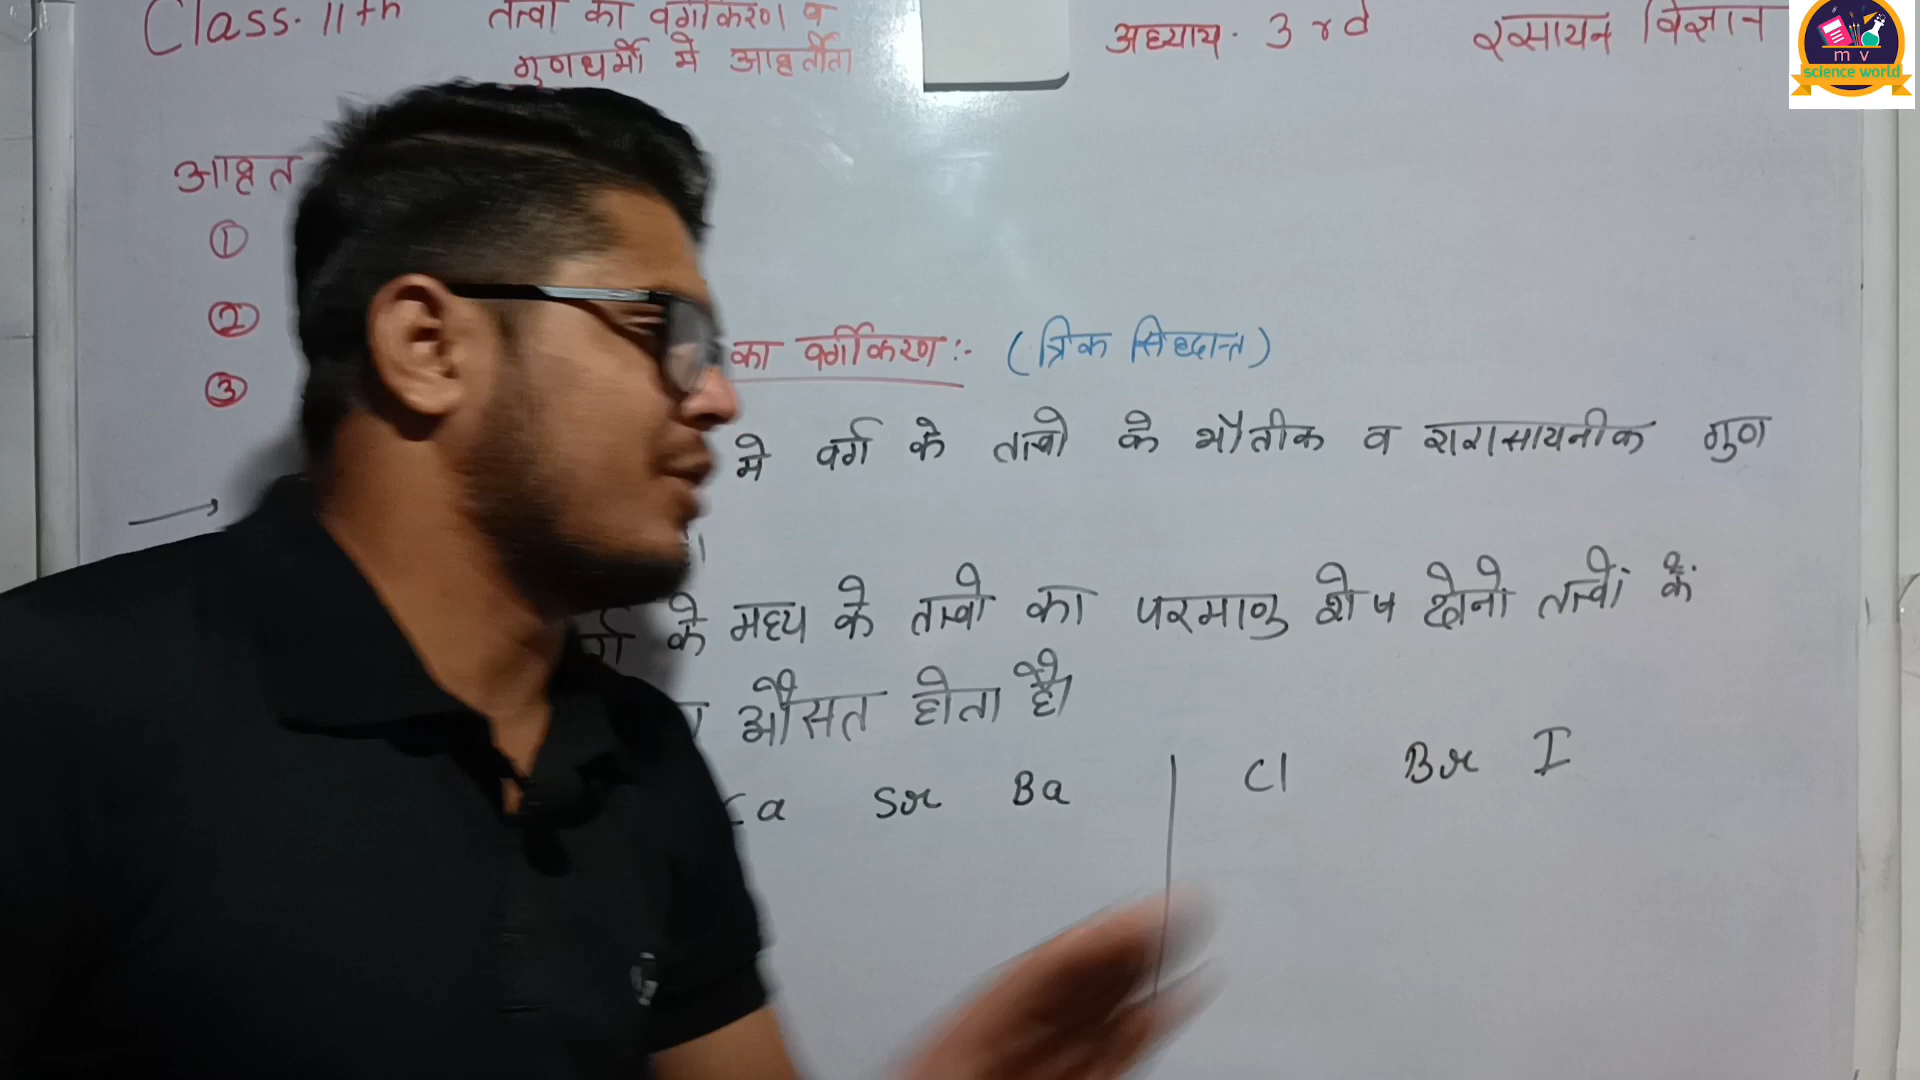 Class. 11th तत्वो का वर्गीकरण व अध्याय. 3 rd रसायन विज्ञान
गुणधर्मो मे आवर्तीता
m v
science world
आवृत
①
②
का वर्गीकरण :- (त्रिक सिध्दान्त)
③
मे वर्ग के तत्वो के भौतीक व रारासायनीक गुण
के मध्य के तत्वो का परमाणु शेष दोनो तत्वों कें
औसत होता है।
Ca Sr Ba Cl Br I